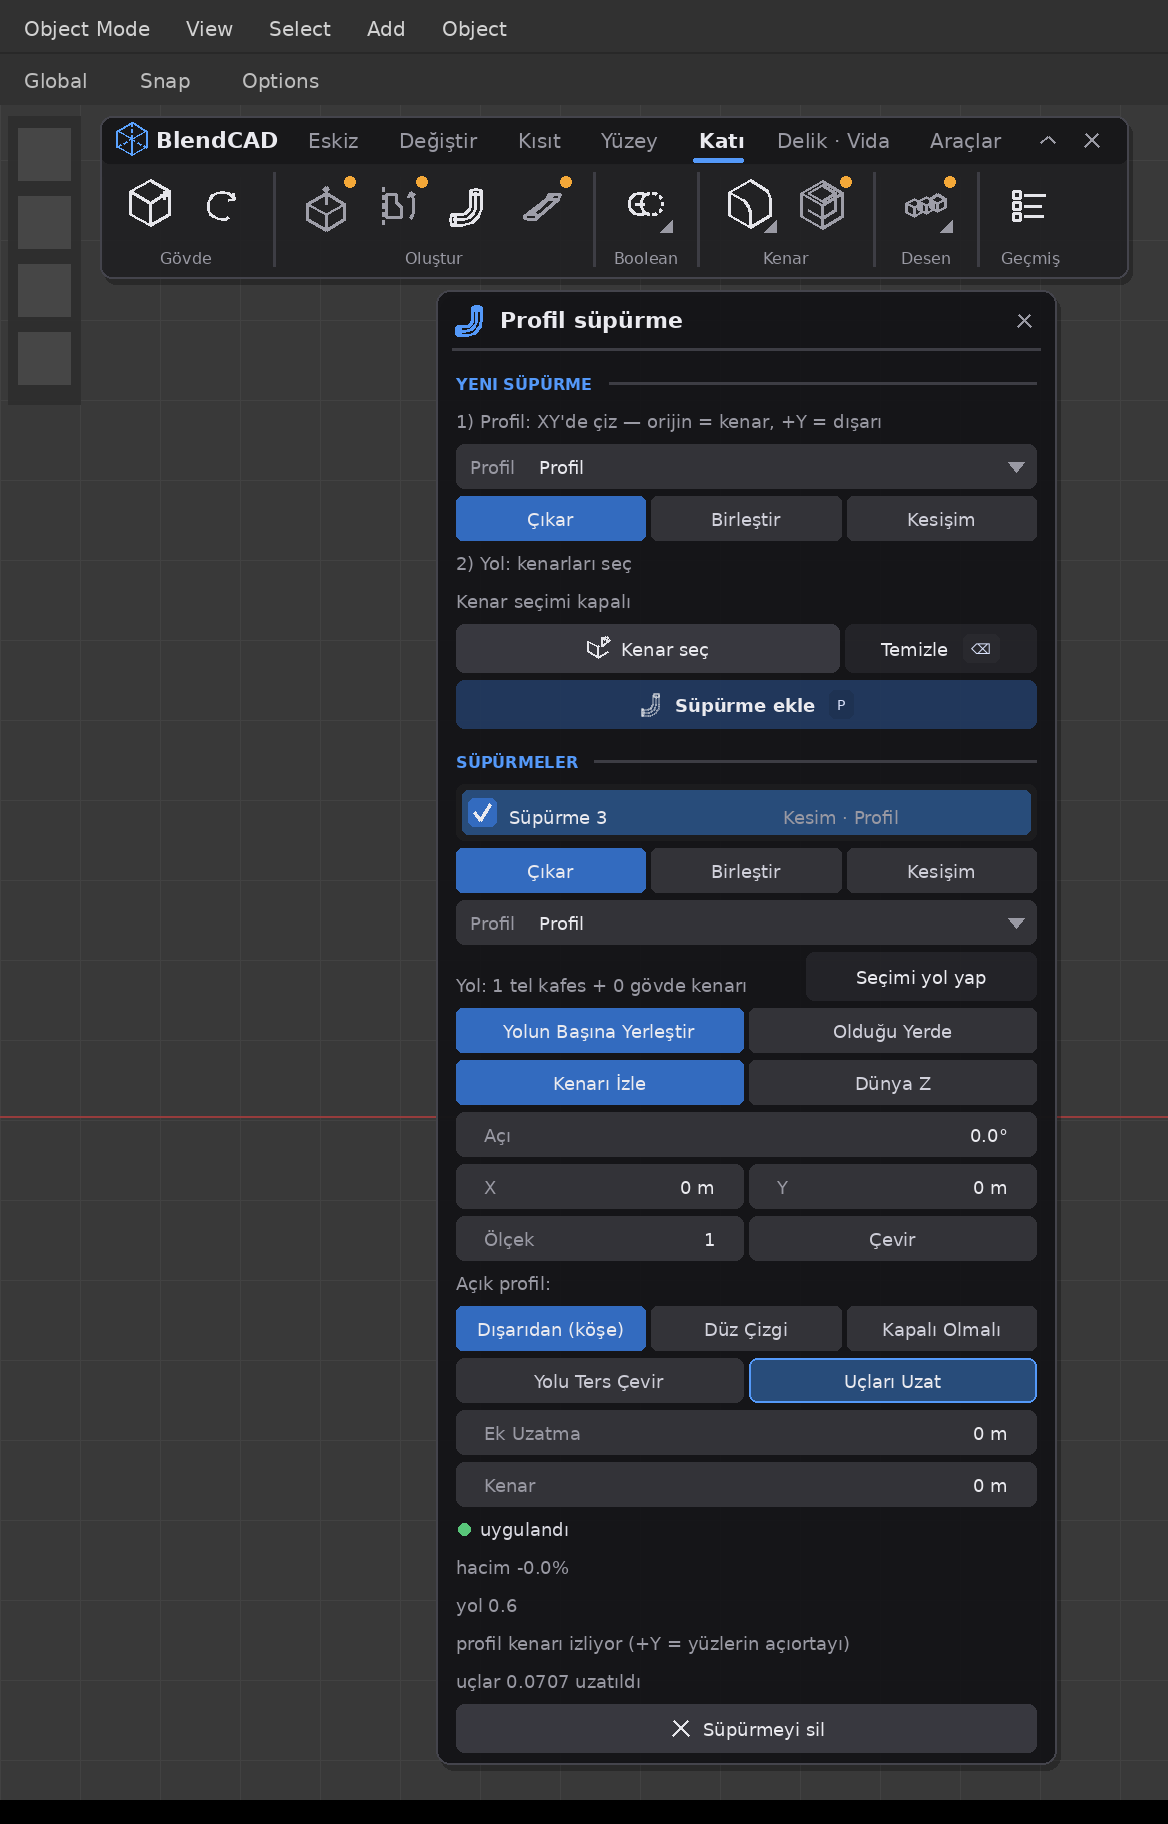 Object Mode View Select Add Object
Global Snap Options
BlendCAD Eskiz Değiştir Kısıt Yüzey Katı Delik · Vida Araçlar
Gövde Oluştur Boolean Kenar Desen Geçmiş
Profil süpürme
YENI SÜPÜRME
1) Profil: XY'de çiz — orijin = kenar, +Y = dışarı
Profil Profil
Çıkar Birleştir Kesişim
2) Yol: kenarları seç
Kenar seçimi kapalı
Kenar seç Temizle ⌫
Süpürme ekle P
SÜPÜRMELER
Süpürme 3 Kesim · Profil
Çıkar Birleştir Kesişim
Profil Profil
Yol: 1 tel kafes + 0 gövde kenarı Seçimi yol yap
Yolun Başına Yerleştir Olduğu Yerde
Kenarı İzle Dünya Z
Açı 0.0°
X 0 m Y 0 m
Ölçek 1 Çevir
Açık profil:
Dışarıdan (köşe) Düz Çizgi Kapalı Olmalı
Yolu Ters Çevir Uçları Uzat
Ek Uzatma 0 m
Kenar 0 m
uygulandı
hacim -0.0%
yol 0.6
profil kenarı izliyor (+Y = yüzlerin açıortayı)
uçlar 0.0707 uzatıldı
Süpürmeyi sil